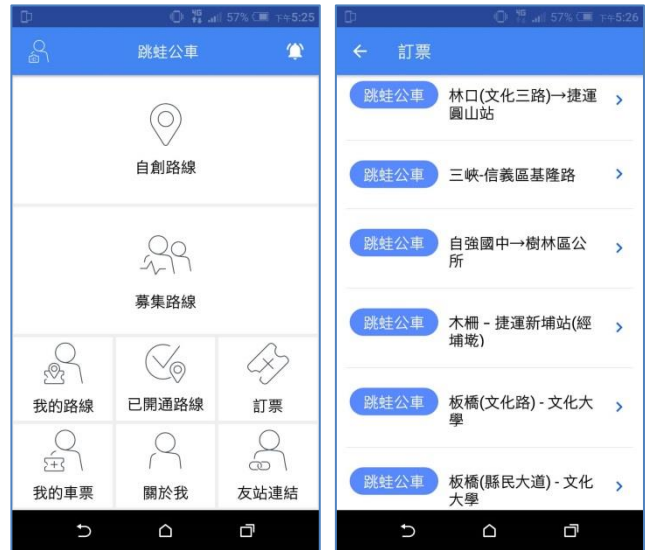 4G 57% 下午5:25
跳蛙公車
自創路線
募集路線
我的路線
已開通路線
訂票
我的車票
關於我
友站連結
4G 57% 下午5:26
訂票
跳蛙公車
林口(文化三路)→捷運
圓山站
跳蛙公車
三峽-信義區基隆路
跳蛙公車
自強國中→樹林區公
所
跳蛙公車
木柵 - 捷運新埔站(經
埔墘)
跳蛙公車
板橋(文化路) - 文化大
學
跳蛙公車
板橋(縣民大道) - 文化
大學